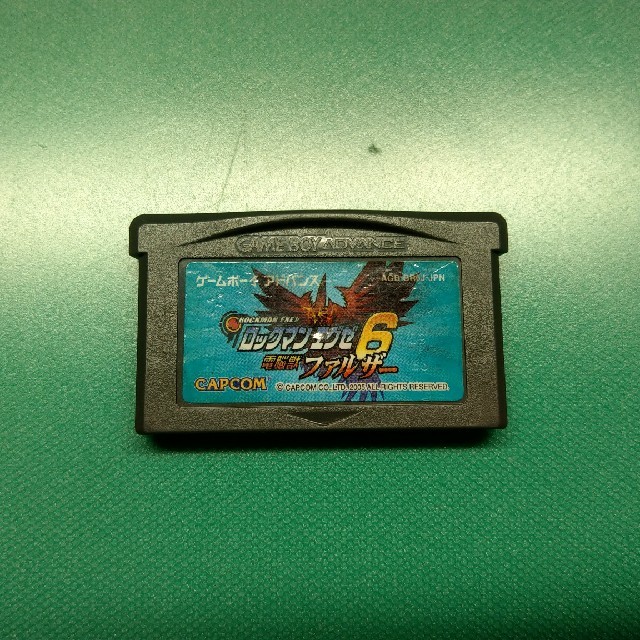 GAME BOY ADVANCE
ゲームボーイ アドバンス
ROCKMAN EXE 6
ロックマンエグゼ6
電脳獣 ファルザー
CAPCOM
© CAPCOM CO., LTD. 2005 ALL RIGHTS RESERVED.